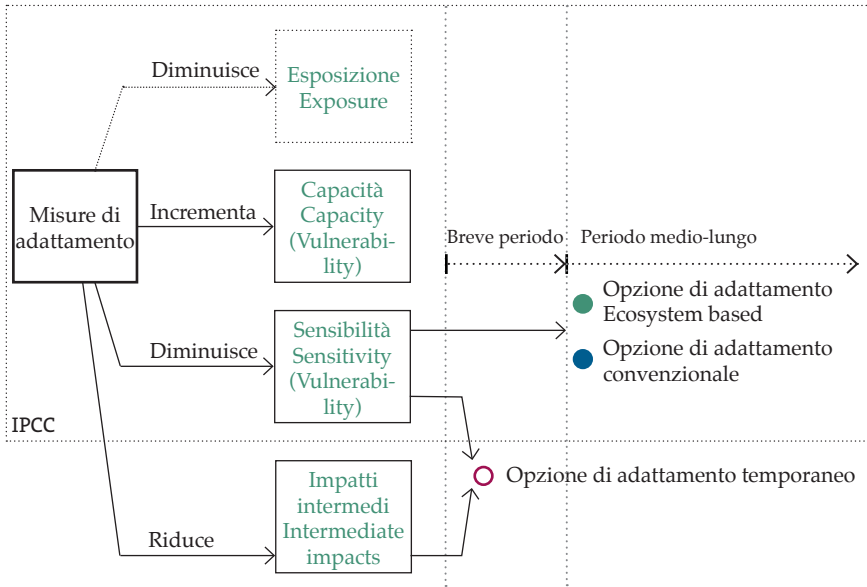 Diminuisce
Esposizione
Exposure
Misure di
adattamento
Incrementa
Capacità
Capacity
(Vulnerabi-
lity)
Breve periodo
Periodo medio-lungo
Opzione di adattamento
Ecosystem based
Opzione di adattamento
convenzionale
Diminuisce
Sensibilità
Sensitivity
(Vulnerabi-
lity)
IPCC
Opzione di adattamento temporaneo
Riduce
Impatti
intermedi
Intermediate
impacts